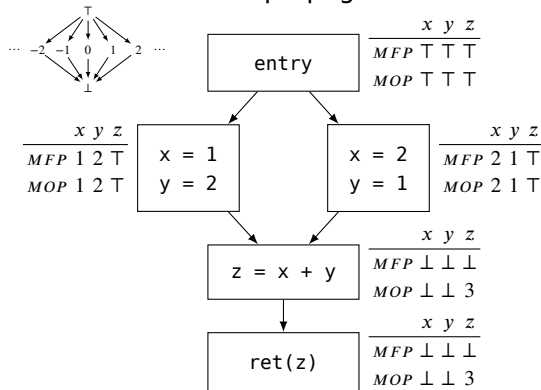 ⊤
x y z
MFP ⊤ ⊤ ⊤
MOP ⊤ ⊤ ⊤
entry
··· −2 −1 0 1 2 ···
⊥
x y z
MFP 1 2 ⊤
MOP 1 2 ⊤
x = 1
y = 2
x = 2
y = 1
x y z
MFP 2 1 ⊤
MOP 2 1 ⊤
z = x + y
x y z
MFP ⊥ ⊥ ⊥
MOP ⊥ ⊥ 3
ret(z)
x y z
MFP ⊥ ⊥ ⊥
MOP ⊥ ⊥ 3